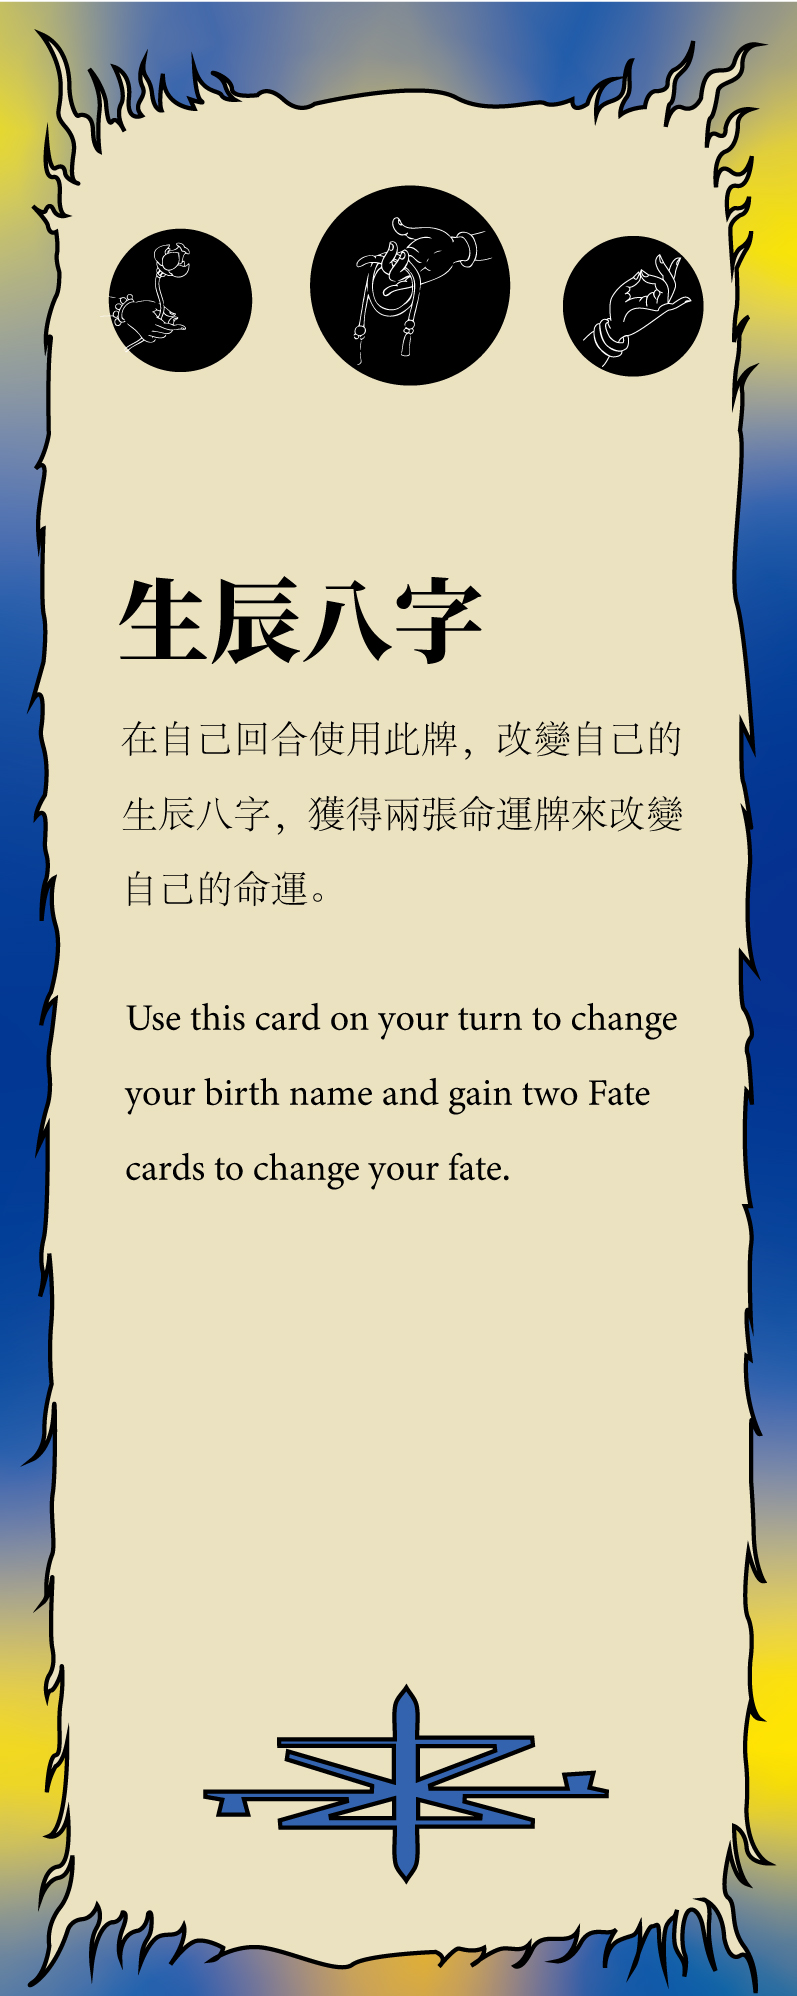 生辰八字
在自己回合使用此牌，改變自己的
生辰八字，獲得兩張命運牌來改變
自己的命運。
Use this card on your turn to change
your birth name and gain two Fate
cards to change your fate.